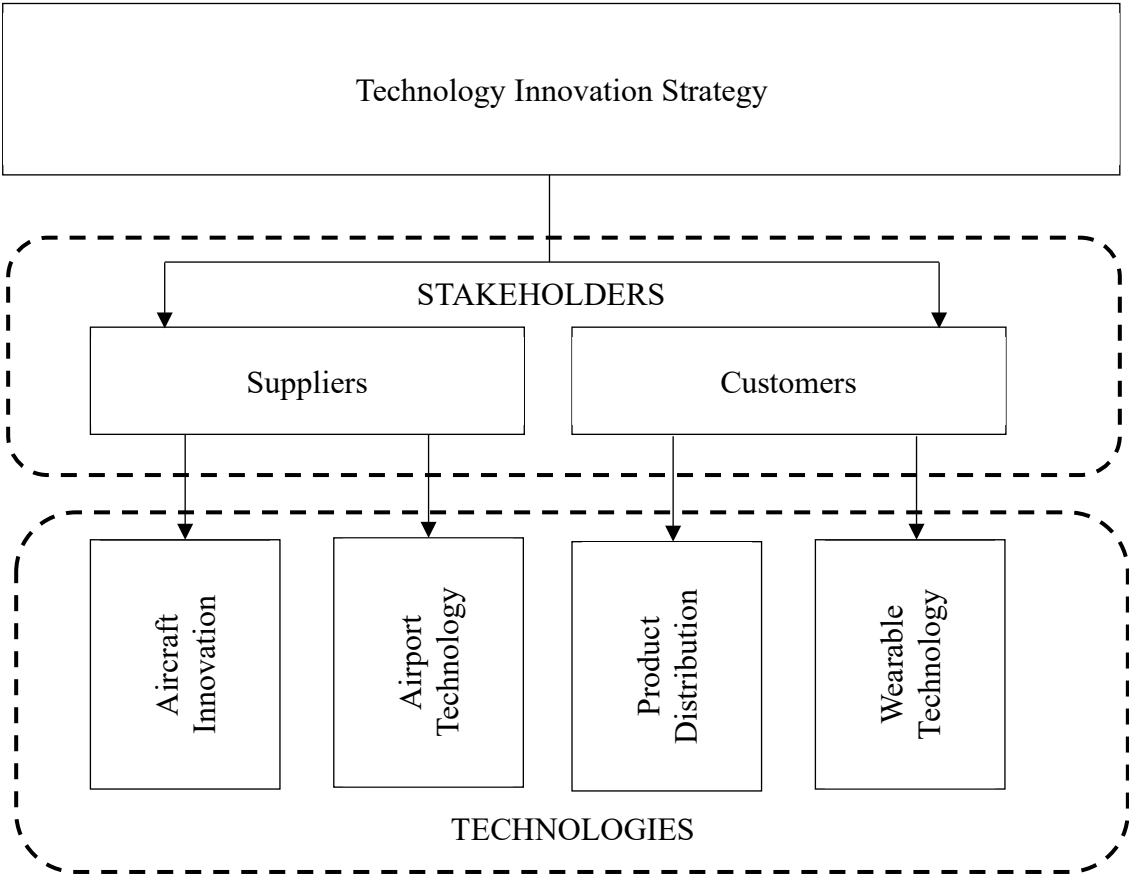 Technology Innovation Strategy
STAKEHOLDERS
Suppliers
Customers
Aircraft
Innovation
Airport
Technology
Product
Distribution
Wearable
Technology
TECHNOLOGIES